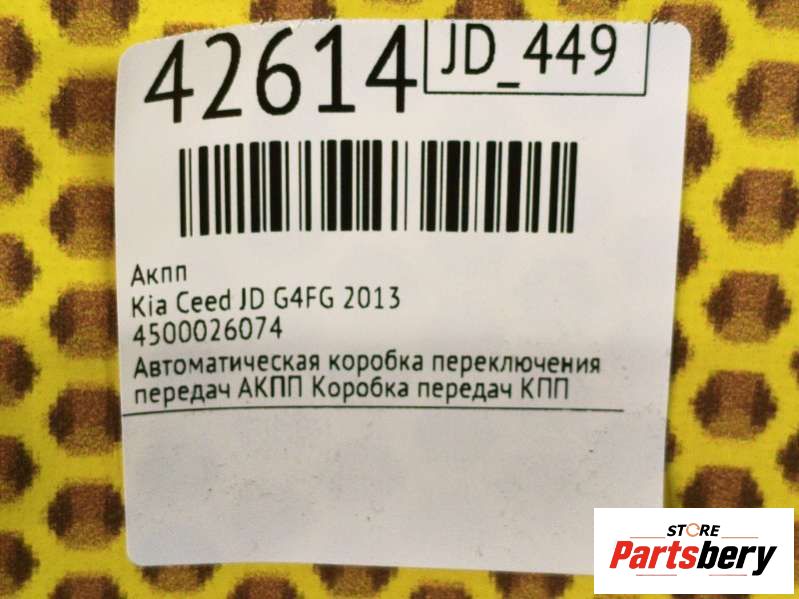 42614
JD_449
Акпп
Kia Ceed JD G4FG 2013
4500026074
Автоматическая коробка переключения
передач АКПП Коробка передач КПП
STORE
Partsbery